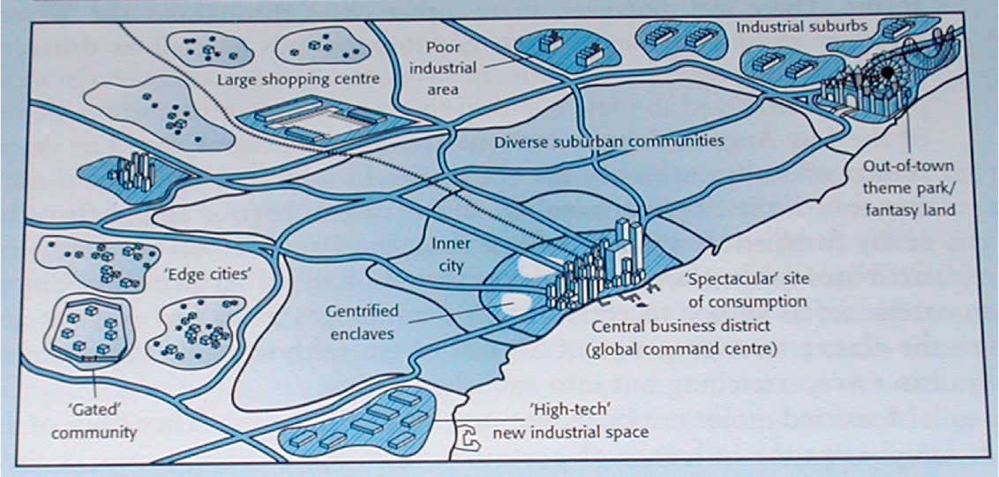 Industrial suburbs
Poor
industrial
area
Large shopping centre
Diverse suburban communities
Out-of-town
theme park/
fantasy land
Inner
city
'Edge cities'
'Spectacular' site
of consumption
Gentrified
enclaves
Central business district
(global command centre)
'Gated'
community
'High-tech'
new industrial space